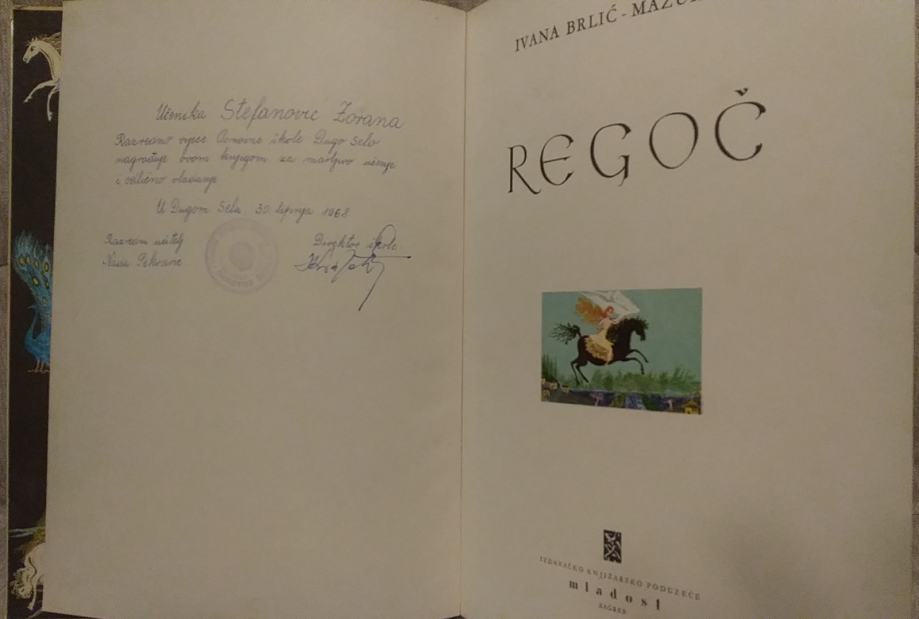 Učenika Stefanović Zorana
Razredno vijeće Osnovne škole Dugo Selo
nagrađuje ovom knjigom za marljivo učenje
i odlično vladanje
U Dugom Selu 30. lipnja 1968
Razredni učitelj
Direktor škole
IVANA BRLIĆ-MAŽU
REGOČ
IZDAVAČKO KNJIŽARSKO PODUZEĆE
mladost
ZAGREB